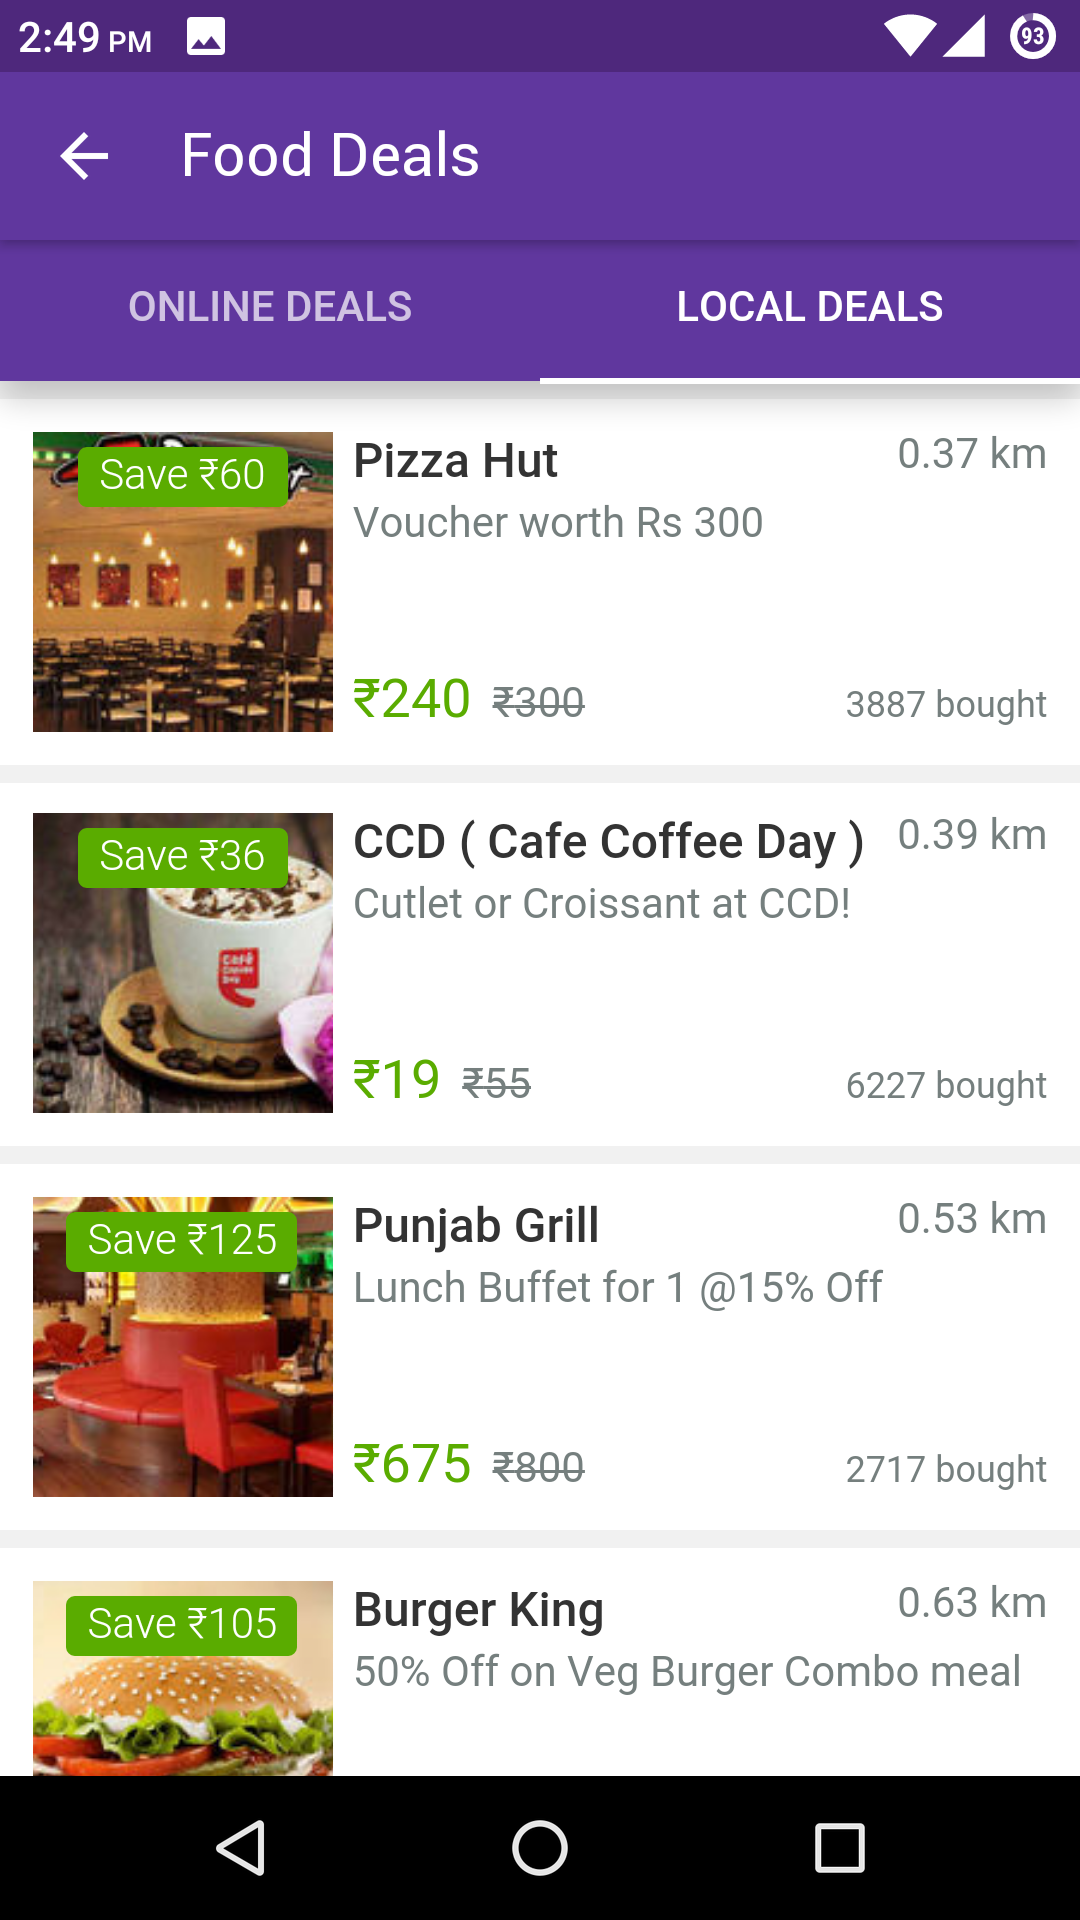 2:49 PM
93
Food Deals
ONLINE DEALS
LOCAL DEALS
Save ₹60
Pizza Hut
0.37 km
Voucher worth Rs 300
₹240 ₹300
3887 bought
Save ₹36
CCD ( Cafe Coffee Day )
0.39 km
Cutlet or Croissant at CCD!
Café
Coffee
Day
₹19 ₹55
6227 bought
Save ₹125
Punjab Grill
0.53 km
Lunch Buffet for 1 @15% Off
₹675 ₹800
2717 bought
Save ₹105
Burger King
0.63 km
50% Off on Veg Burger Combo meal